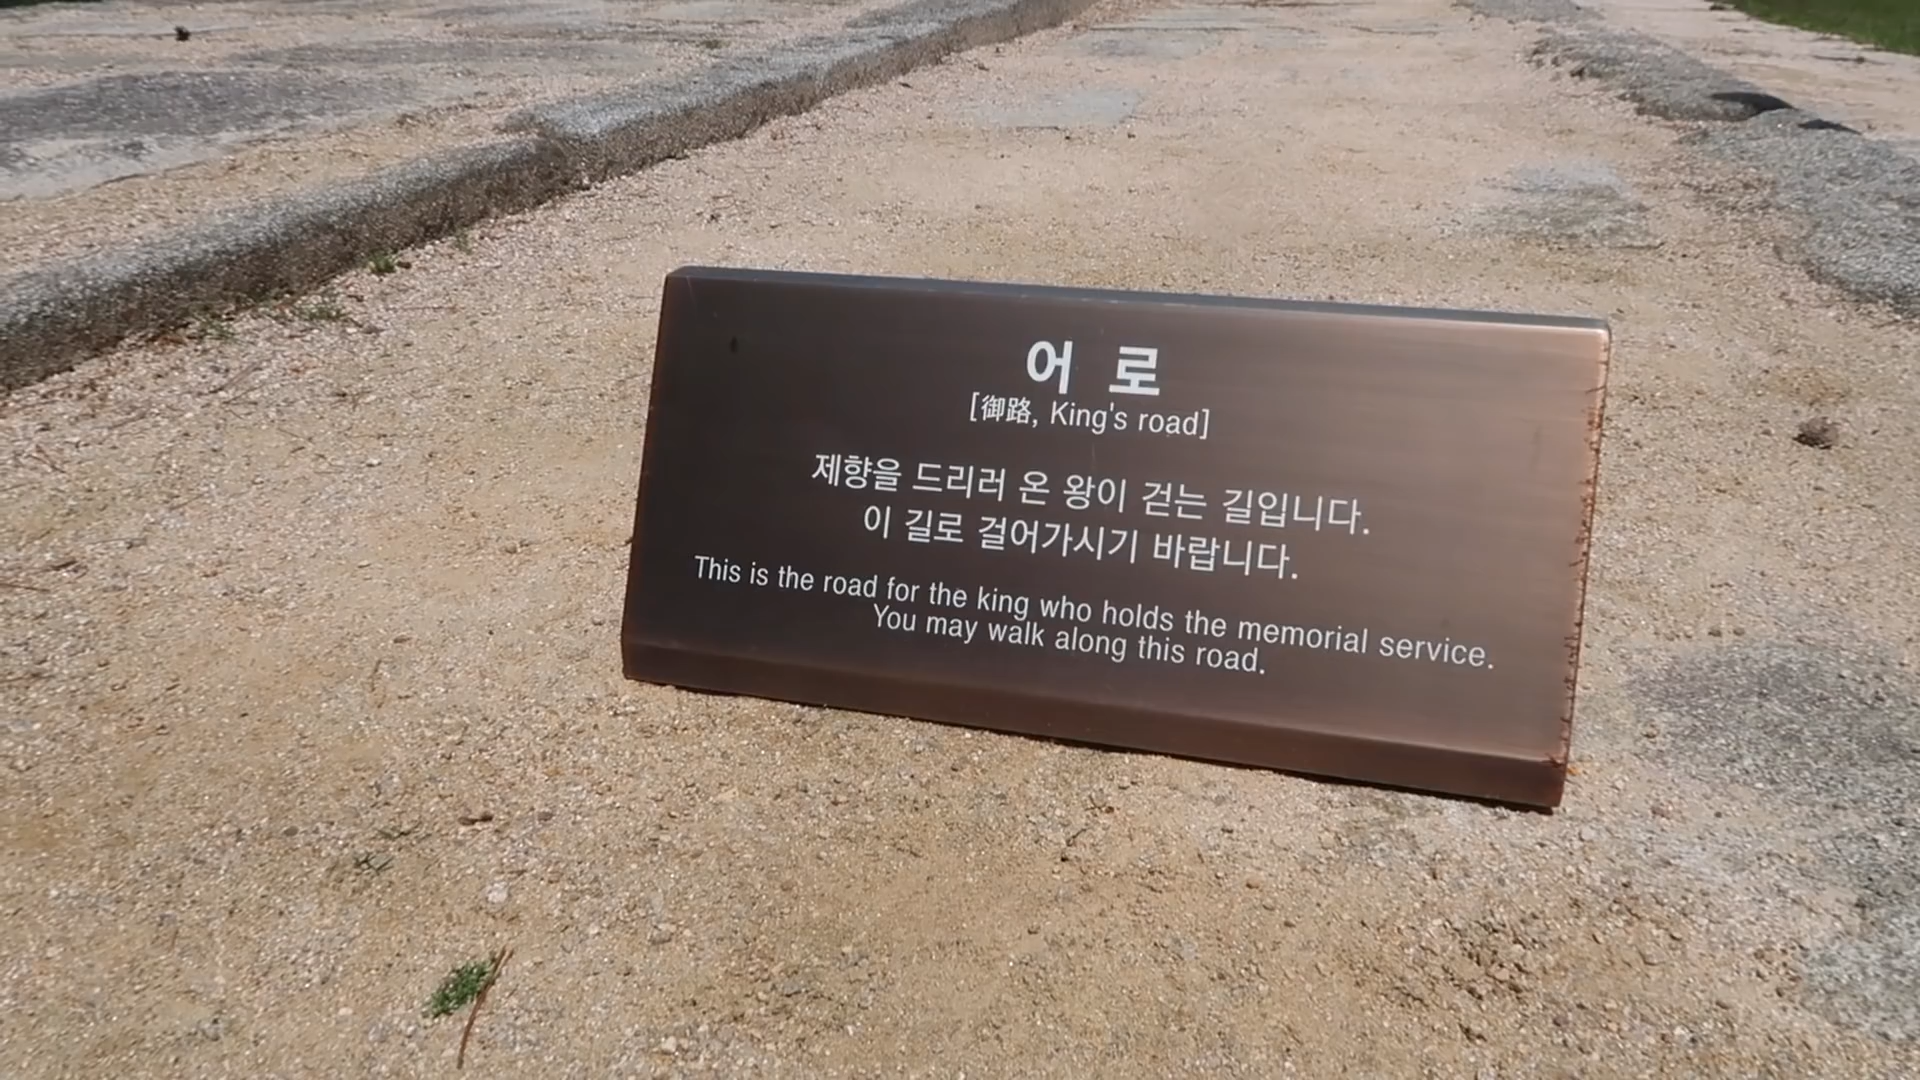 어 로
[御路, King's road]
제향을 드리러 온 왕이 걷는 길입니다.
이 길로 걸어가시기 바랍니다.
This is the road for the king who holds the memorial service.
You may walk along this road.